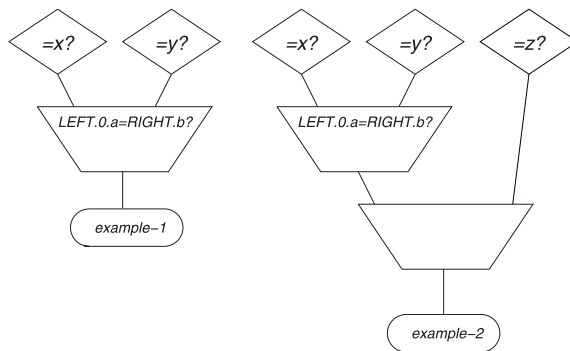 =x? =y? =x? =y? =z?
LEFT.0.a=RIGHT.b? LEFT.0.a=RIGHT.b?
example−1
example−2